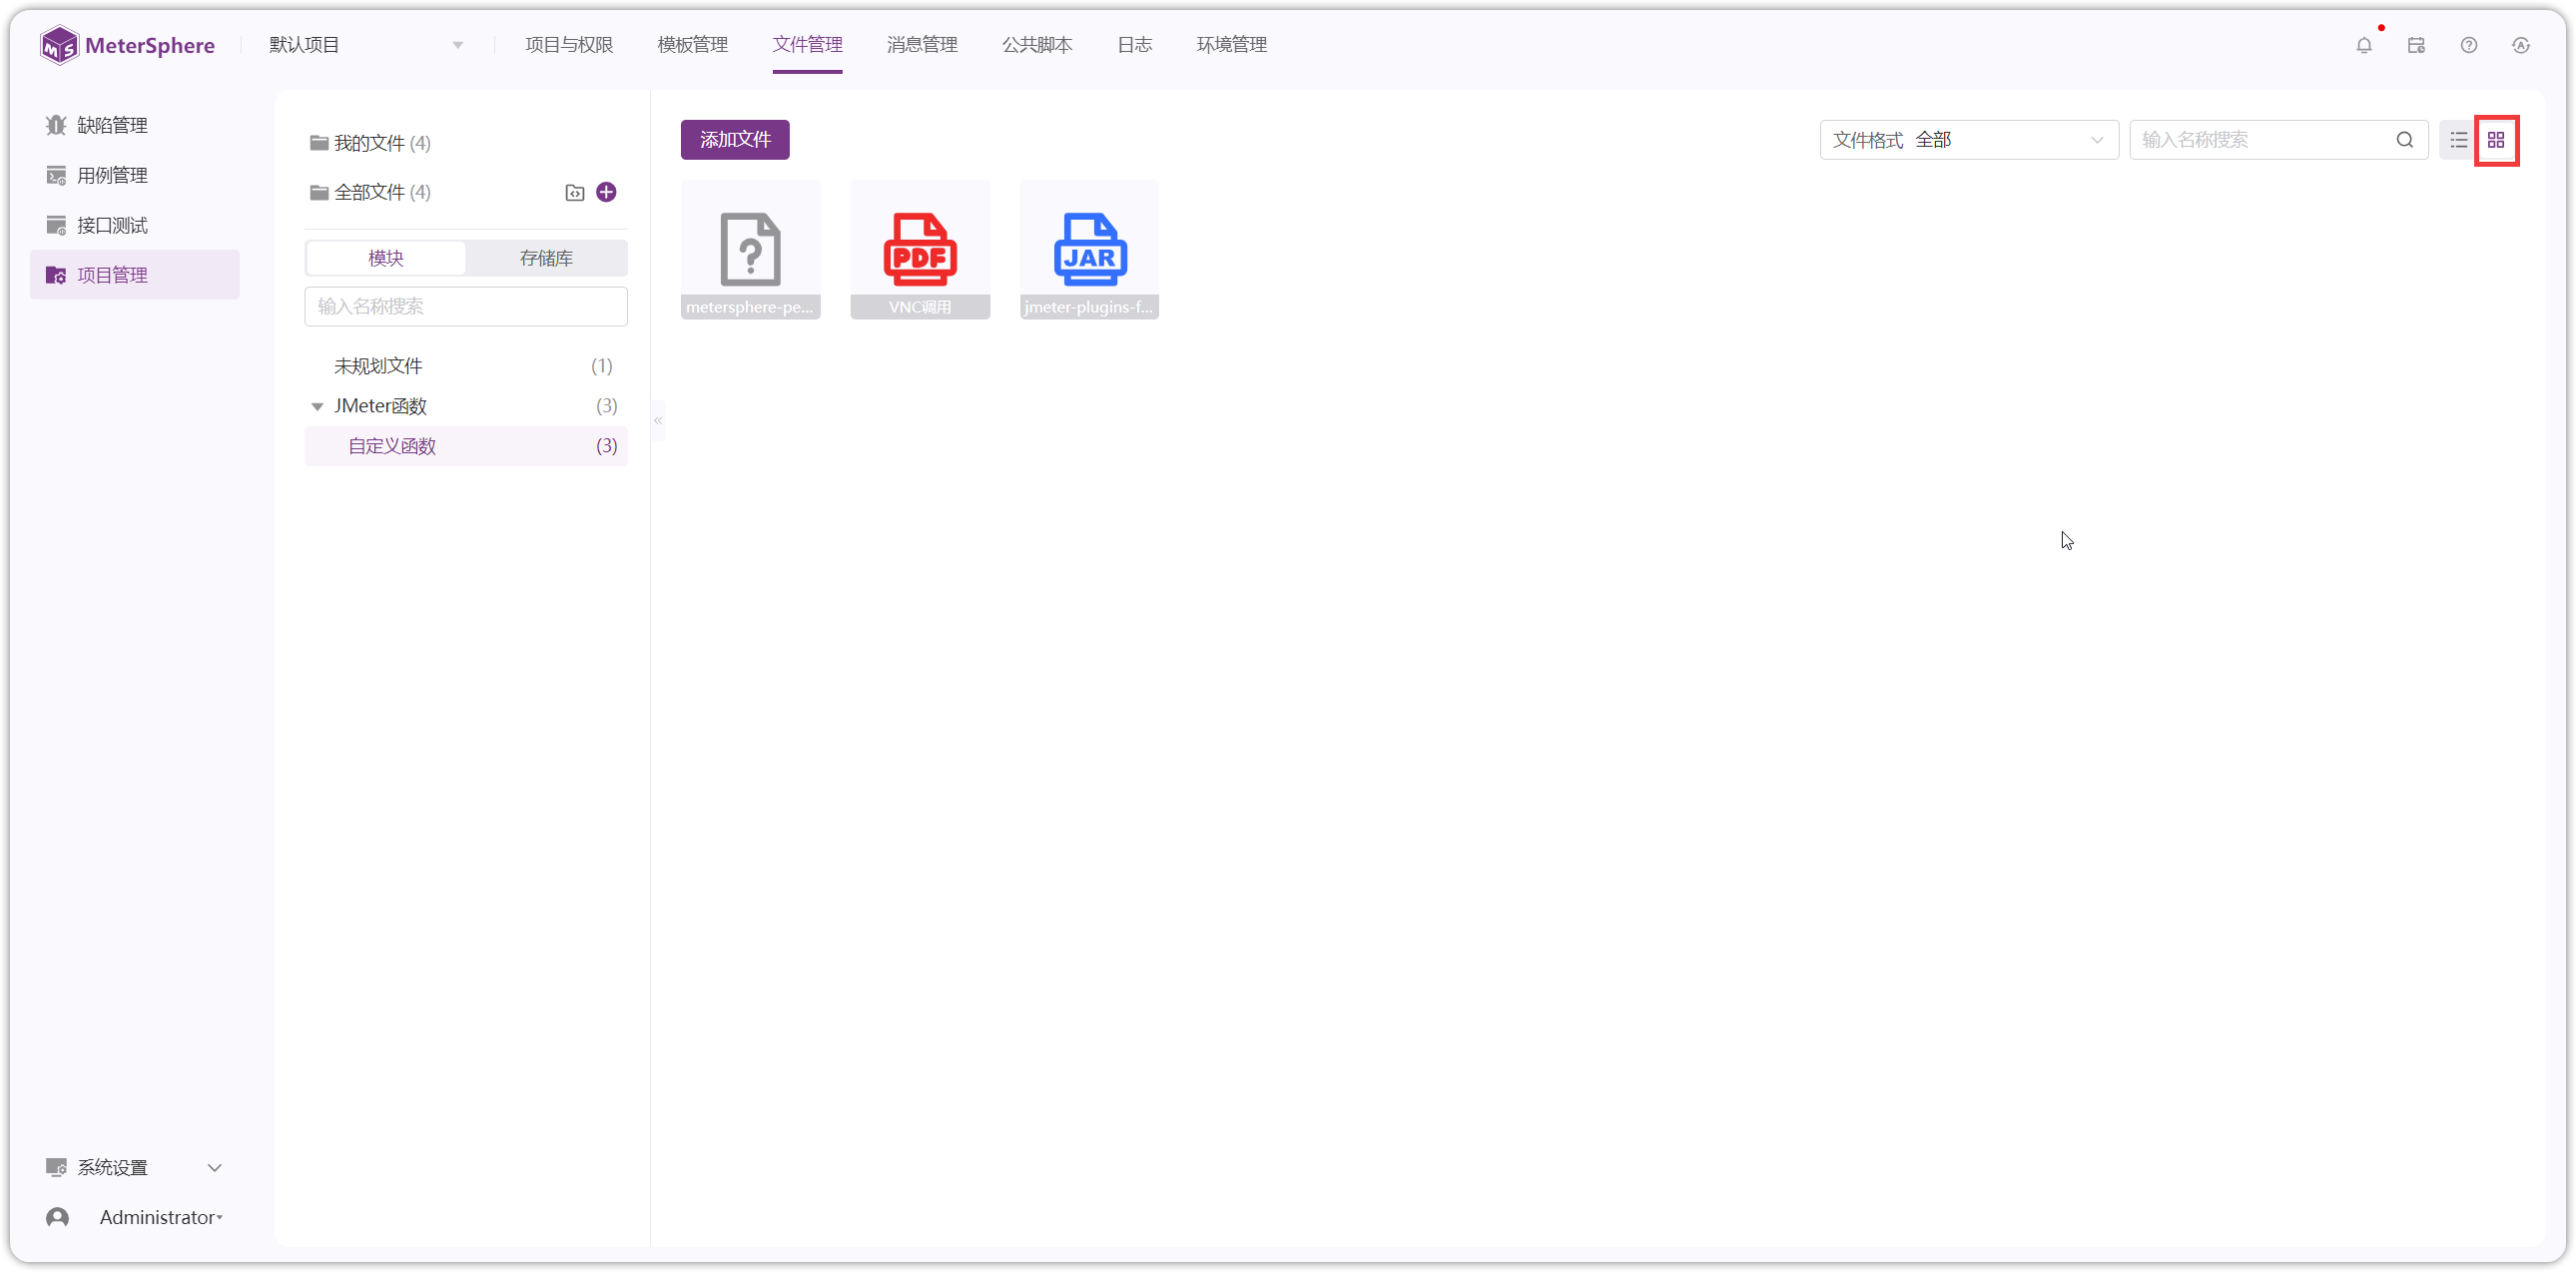 MeterSphere
默认项目
项目与权限
模板管理
文件管理
消息管理
公共脚本
日志
环境管理
缺陷管理
用例管理
接口测试
项目管理
我的文件 (4)
全部文件 (4)
模块
存储库
输入名称搜索
未规划文件 (1)
JMeter函数 (3)
自定义函数 (3)
添加文件
文件格式 全部
输入名称搜索
?
metersphere-pe...
PDF
VNC调用
JAR
jmeter-plugins-f...
系统设置
Administrator